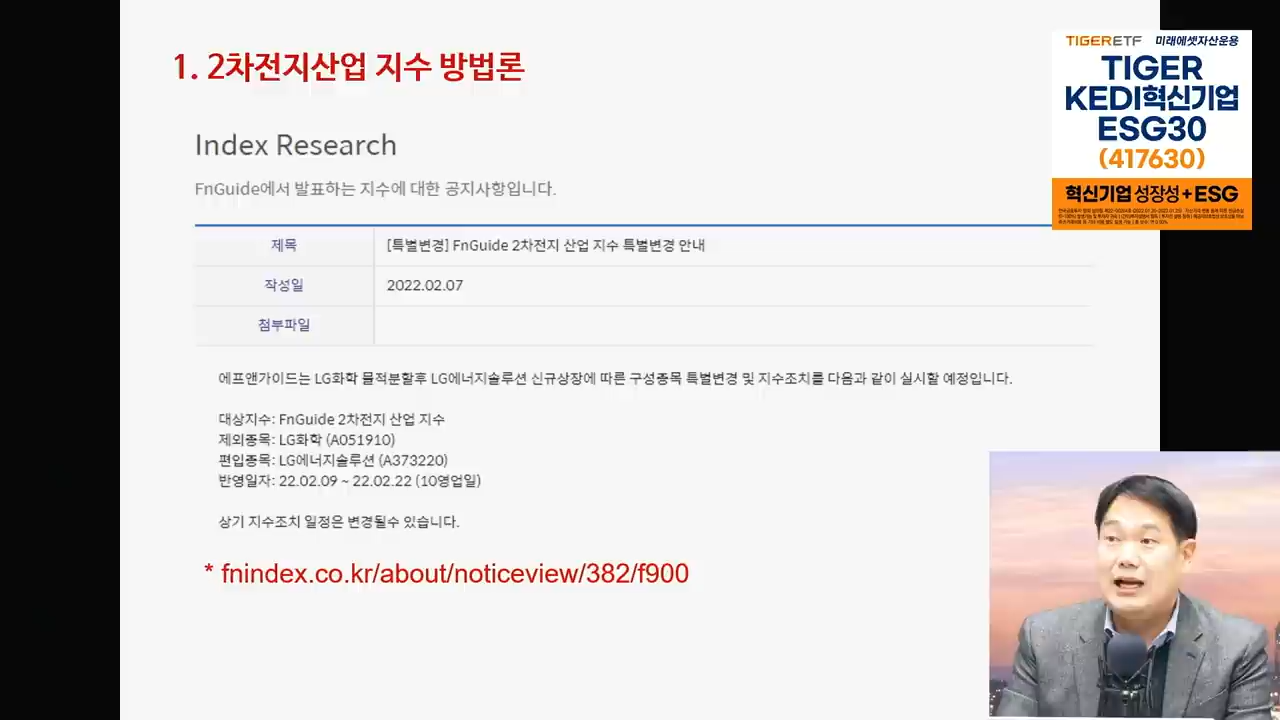 1. 2차전지산업 지수 방법론
TIGERETF 미래에셋자산운용
TIGER
KEDI혁신기업
ESG30
(417630)
혁신기업 성장성+ESG
Index Research
FnGuide에서 발표하는 지수에 대한 공지사항입니다.
제목 [특별변경] FnGuide 2차전지 산업 지수 특별변경 안내
작성일 2022.02.07
첨부파일
에프앤가이드는 LG화학 물적분할후 LG에너지솔루션 신규상장에 따른 구성종목 특별변경 및 지수조치를 다음과 같이 실시할 예정입니다.
대상지수: FnGuide 2차전지 산업 지수
제외종목: LG화학 (A051910)
편입종목: LG에너지솔루션 (A373220)
반영일자: 22.02.09 ~ 22.02.22 (10영업일)
상기 지수조치 일정은 변경될수 있습니다.
* fnindex.co.kr/about/noticeview/382/f900